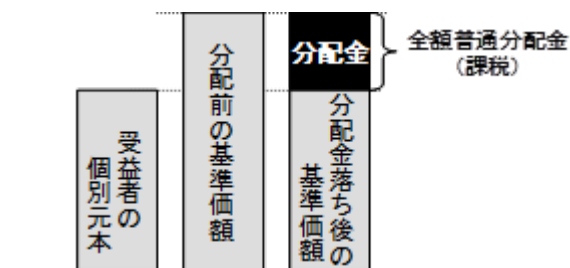 受益者の
個別元本
分配前の基準価額
分配金
分配金落ち後の
基準価額
全額普通分配金
（課税）